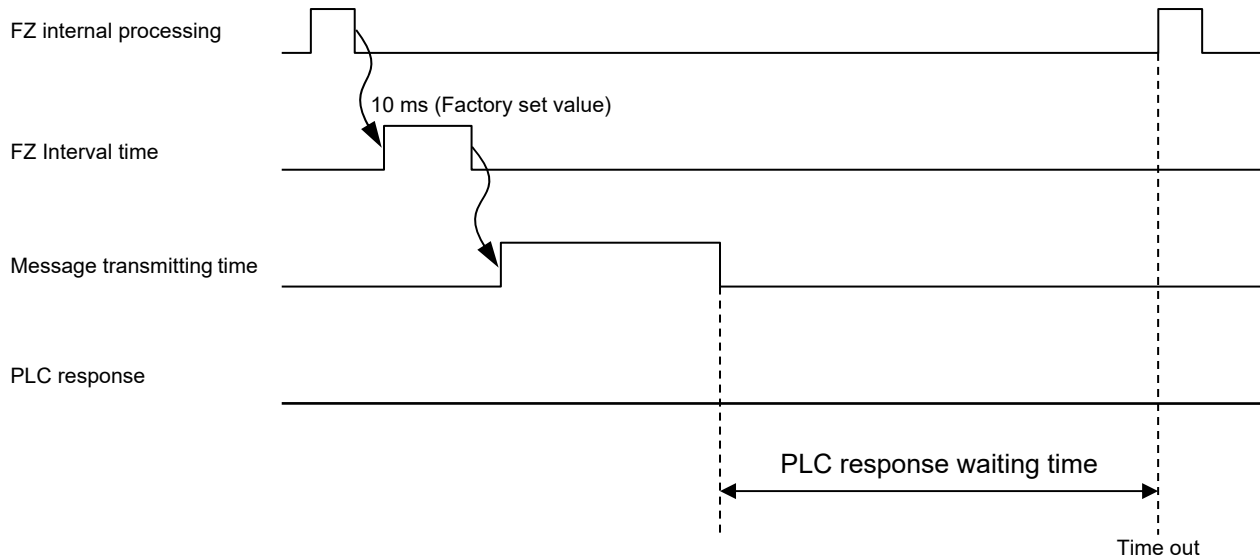 FZ internal processing
10 ms (Factory set value)
FZ Interval time
Message transmitting time
PLC response
PLC response waiting time
Time out